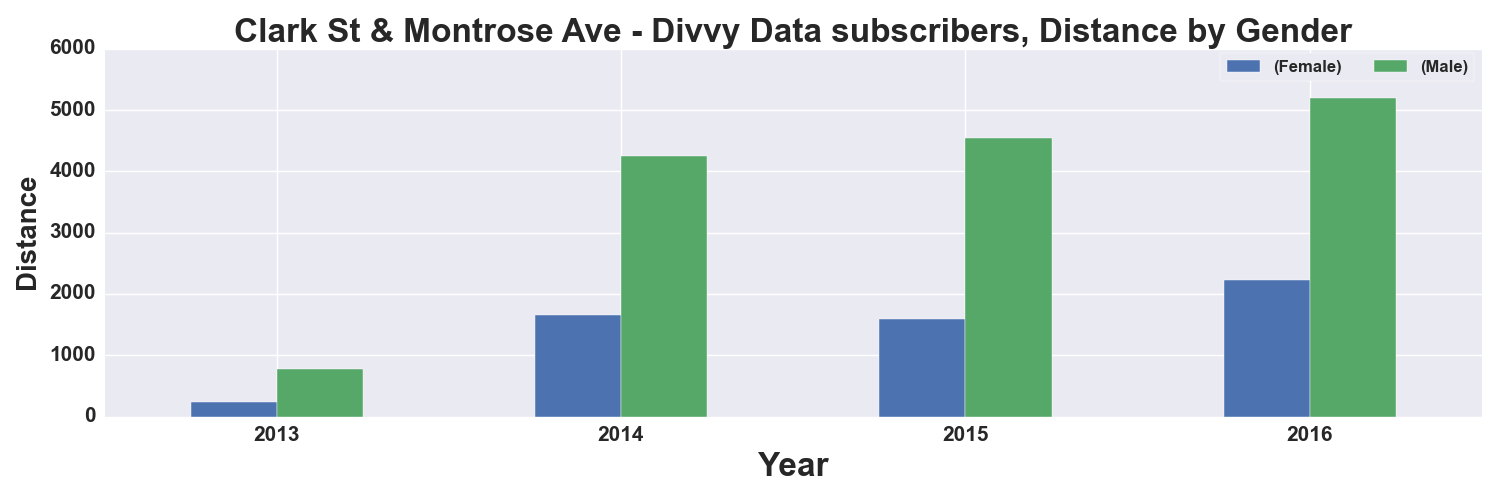 Clark St & Montrose Ave - Divvy Data subscribers, Distance by Gender
(Female) (Male)
Distance
6000
5000
4000
3000
2000
1000
0
2013 2014 2015 2016
Year